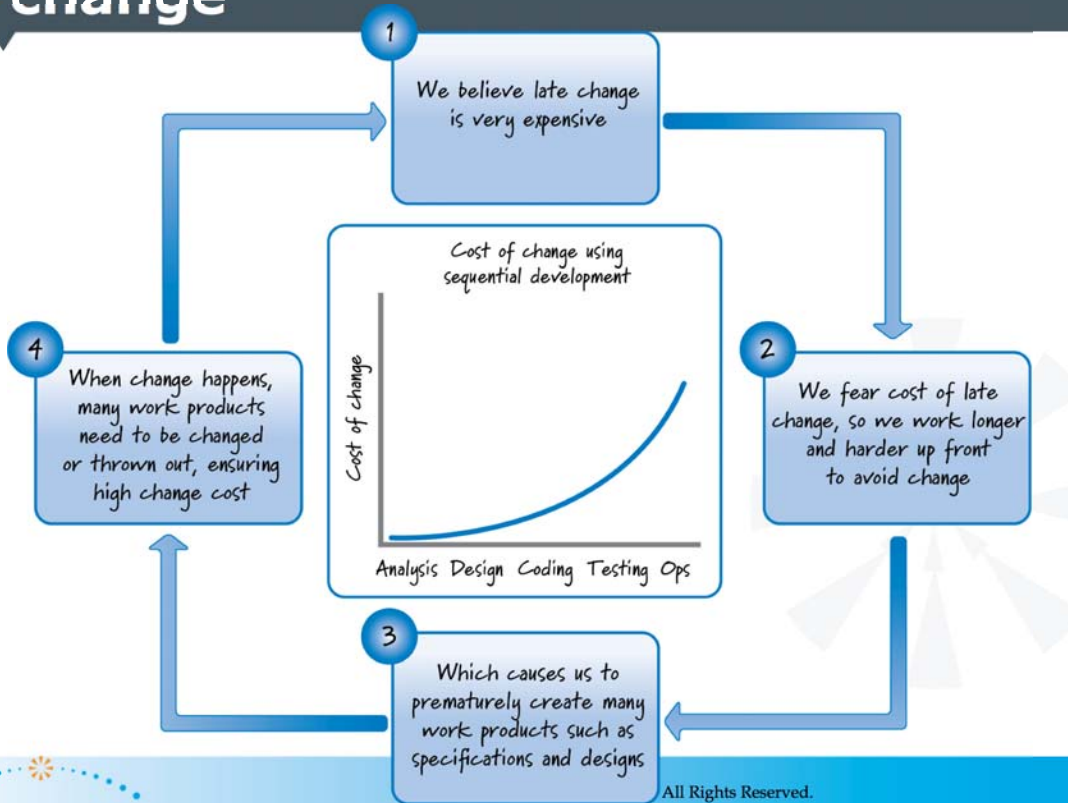 change
1
We believe late change
is very expensive
2
We fear cost of late
change, so we work longer
and harder up front
to avoid change
3
Which causes us to
prematurely create many
work products such as
specifications and designs
4
When change happens,
many work products
need to be changed
or thrown out, ensuring
high change cost
Cost of change using
sequential development
Cost of change
Analysis Design Coding Testing Ops
All Rights Reserved.